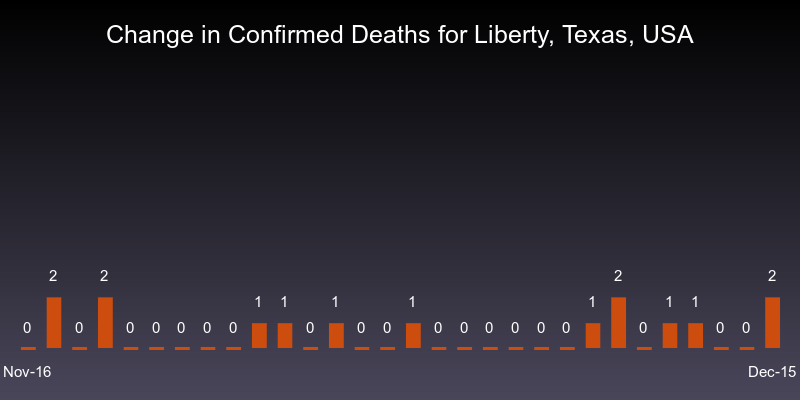 Change in Confirmed Deaths for Liberty, Texas, USA
0 2 0 2 0 0 0 0 0 1 1 0 1 0 0 1 0 0 0 0 0 0 1 2 0 1 1 0 0 2
Nov-16 Dec-15